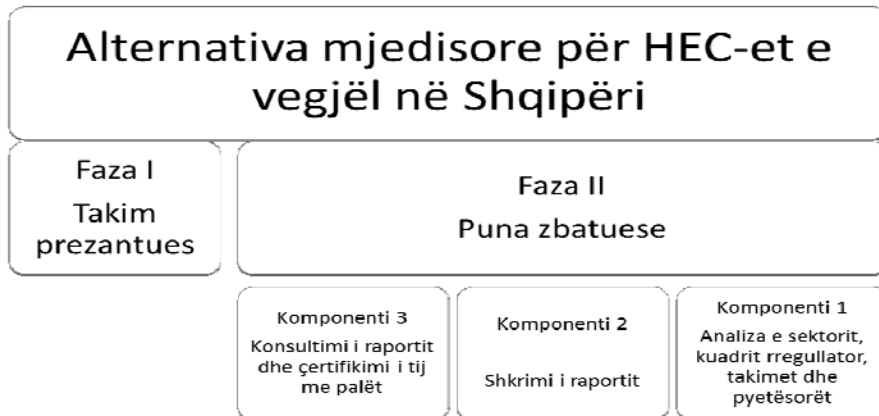 Alternativa mjedisore për HEC-et e
vegjël në Shqipëri
Faza I
Takim
prezantues
Faza II
Puna zbatuese
Komponenti 3
Konsultimi i raportit
dhe çertifikimi i tij
me palët
Komponenti 2
Shkrimi i raportit
Komponenti 1
Analiza e sektorit,
kuadrit rregullator,
takimet dhe
pyetësorët